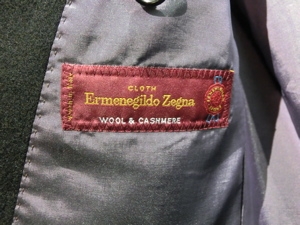 CLOTH
Ermenegildo Zegna
WOOL & CASHMERE